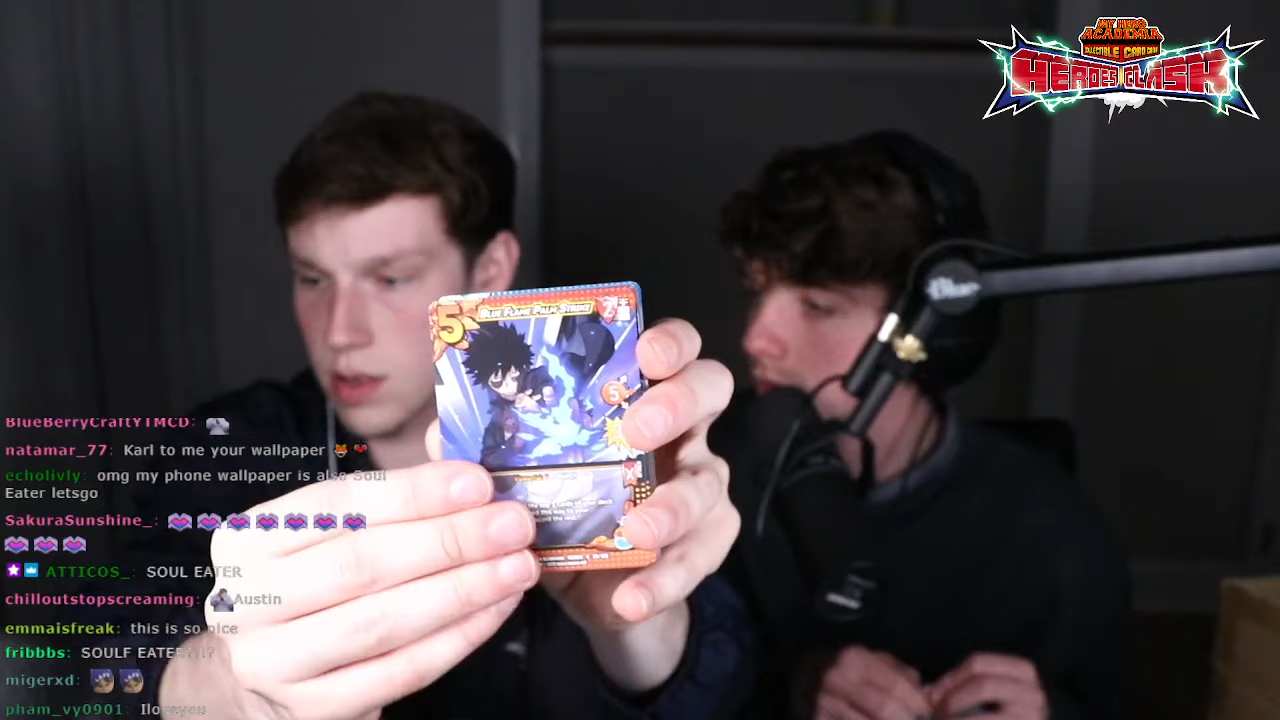 MY HERO
ACADEMIA
COLLECTIBLE CARD GAME
HEROES CLASH
5
BLUE FLAME PALM STRIKE
5
BlueBerryCraftYTMCD:
natamar_77: Karl to me your wallpaper
echolivly: omg my phone wallpaper is also Soul
Eater letsgo
SakuraSunshine_:
ATTICOS_: SOUL EATER
chilloutstopscreaming: Austin
emmaisfreak: this is so nice
fribbbs: SOULF EATER
migerxd:
pham_vy0901: